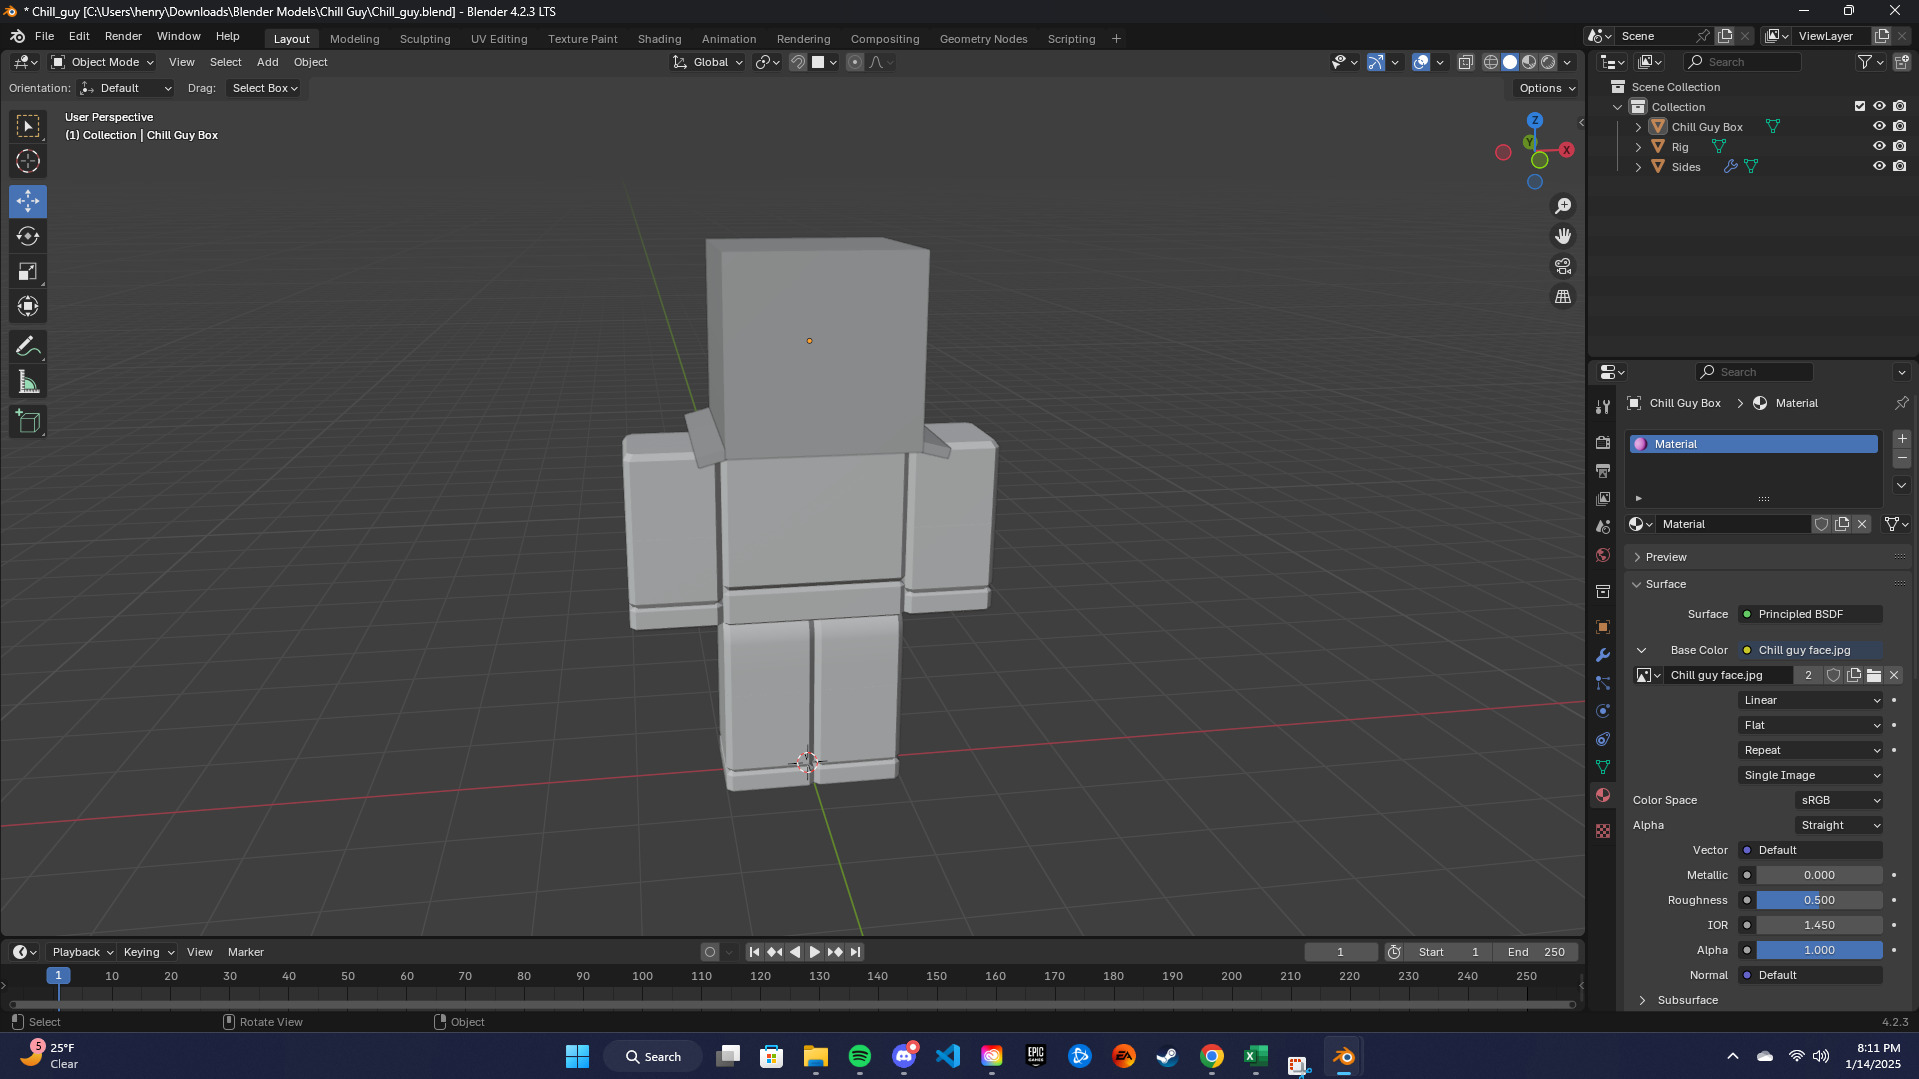 * Chill_guy [C:\Users\henry\Downloads\Blender Models\Chill Guy\Chill_guy.blend] - Blender 4.2.3 LTS
File Edit Render Window Help Layout Modeling Sculpting UV Editing Texture Paint Shading Animation Rendering Compositing Geometry Nodes Scripting + Scene ViewLayer
Object Mode View Select Add Object Global Search
Orientation: Default Drag: Select Box Options
Scene Collection
Collection
Chill Guy Box
Rig
Sides
User Perspective
(1) Collection | Chill Guy Box
Z
Y
X
Search
Chill Guy Box > Material
Material
Material
Preview
Surface
Surface Principled BSDF
Base Color Chill guy face.jpg
Chill guy face.jpg 2
Linear
Flat
Repeat
Single Image
Color Space sRGB
Alpha Straight
Vector Default
Metallic 0.000
Roughness 0.500
IOR 1.450
Alpha 1.000
Normal Default
Subsurface
Playback Keying View Marker 1 Start 1 End 250
1 10 20 30 40 50 60 70 80 90 100 110 120 130 140 150 160 170 180 190 200 210 220 230 240 250
Select Rotate View Object 4.2.3
5 25°F
Clear
Search
EPIC GAMES
EA
8:11 PM
1/14/2025